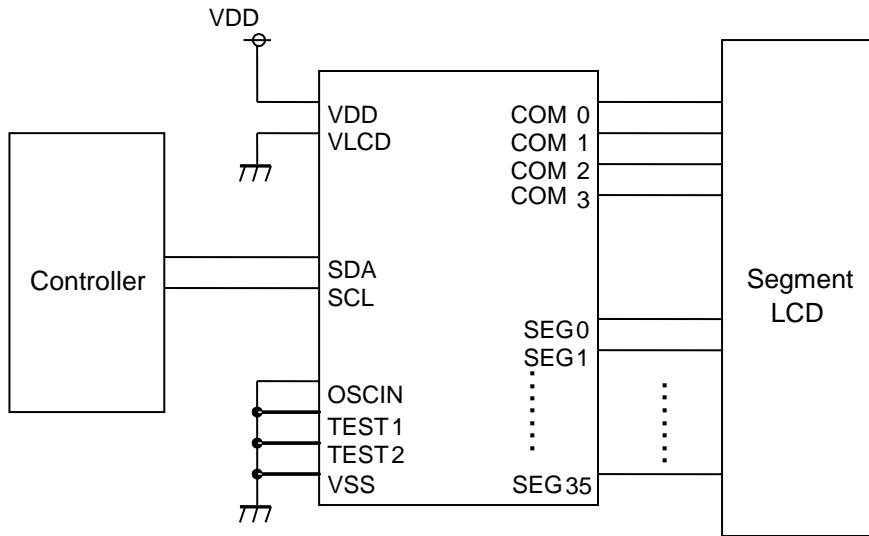 VDD
VDD
VLCD
SDA
SCL
OSCIN
TEST1
TEST2
VSS
COM 0
COM 1
COM 2
COM 3
SEG0
SEG1
SEG35
Controller
Segment
LCD